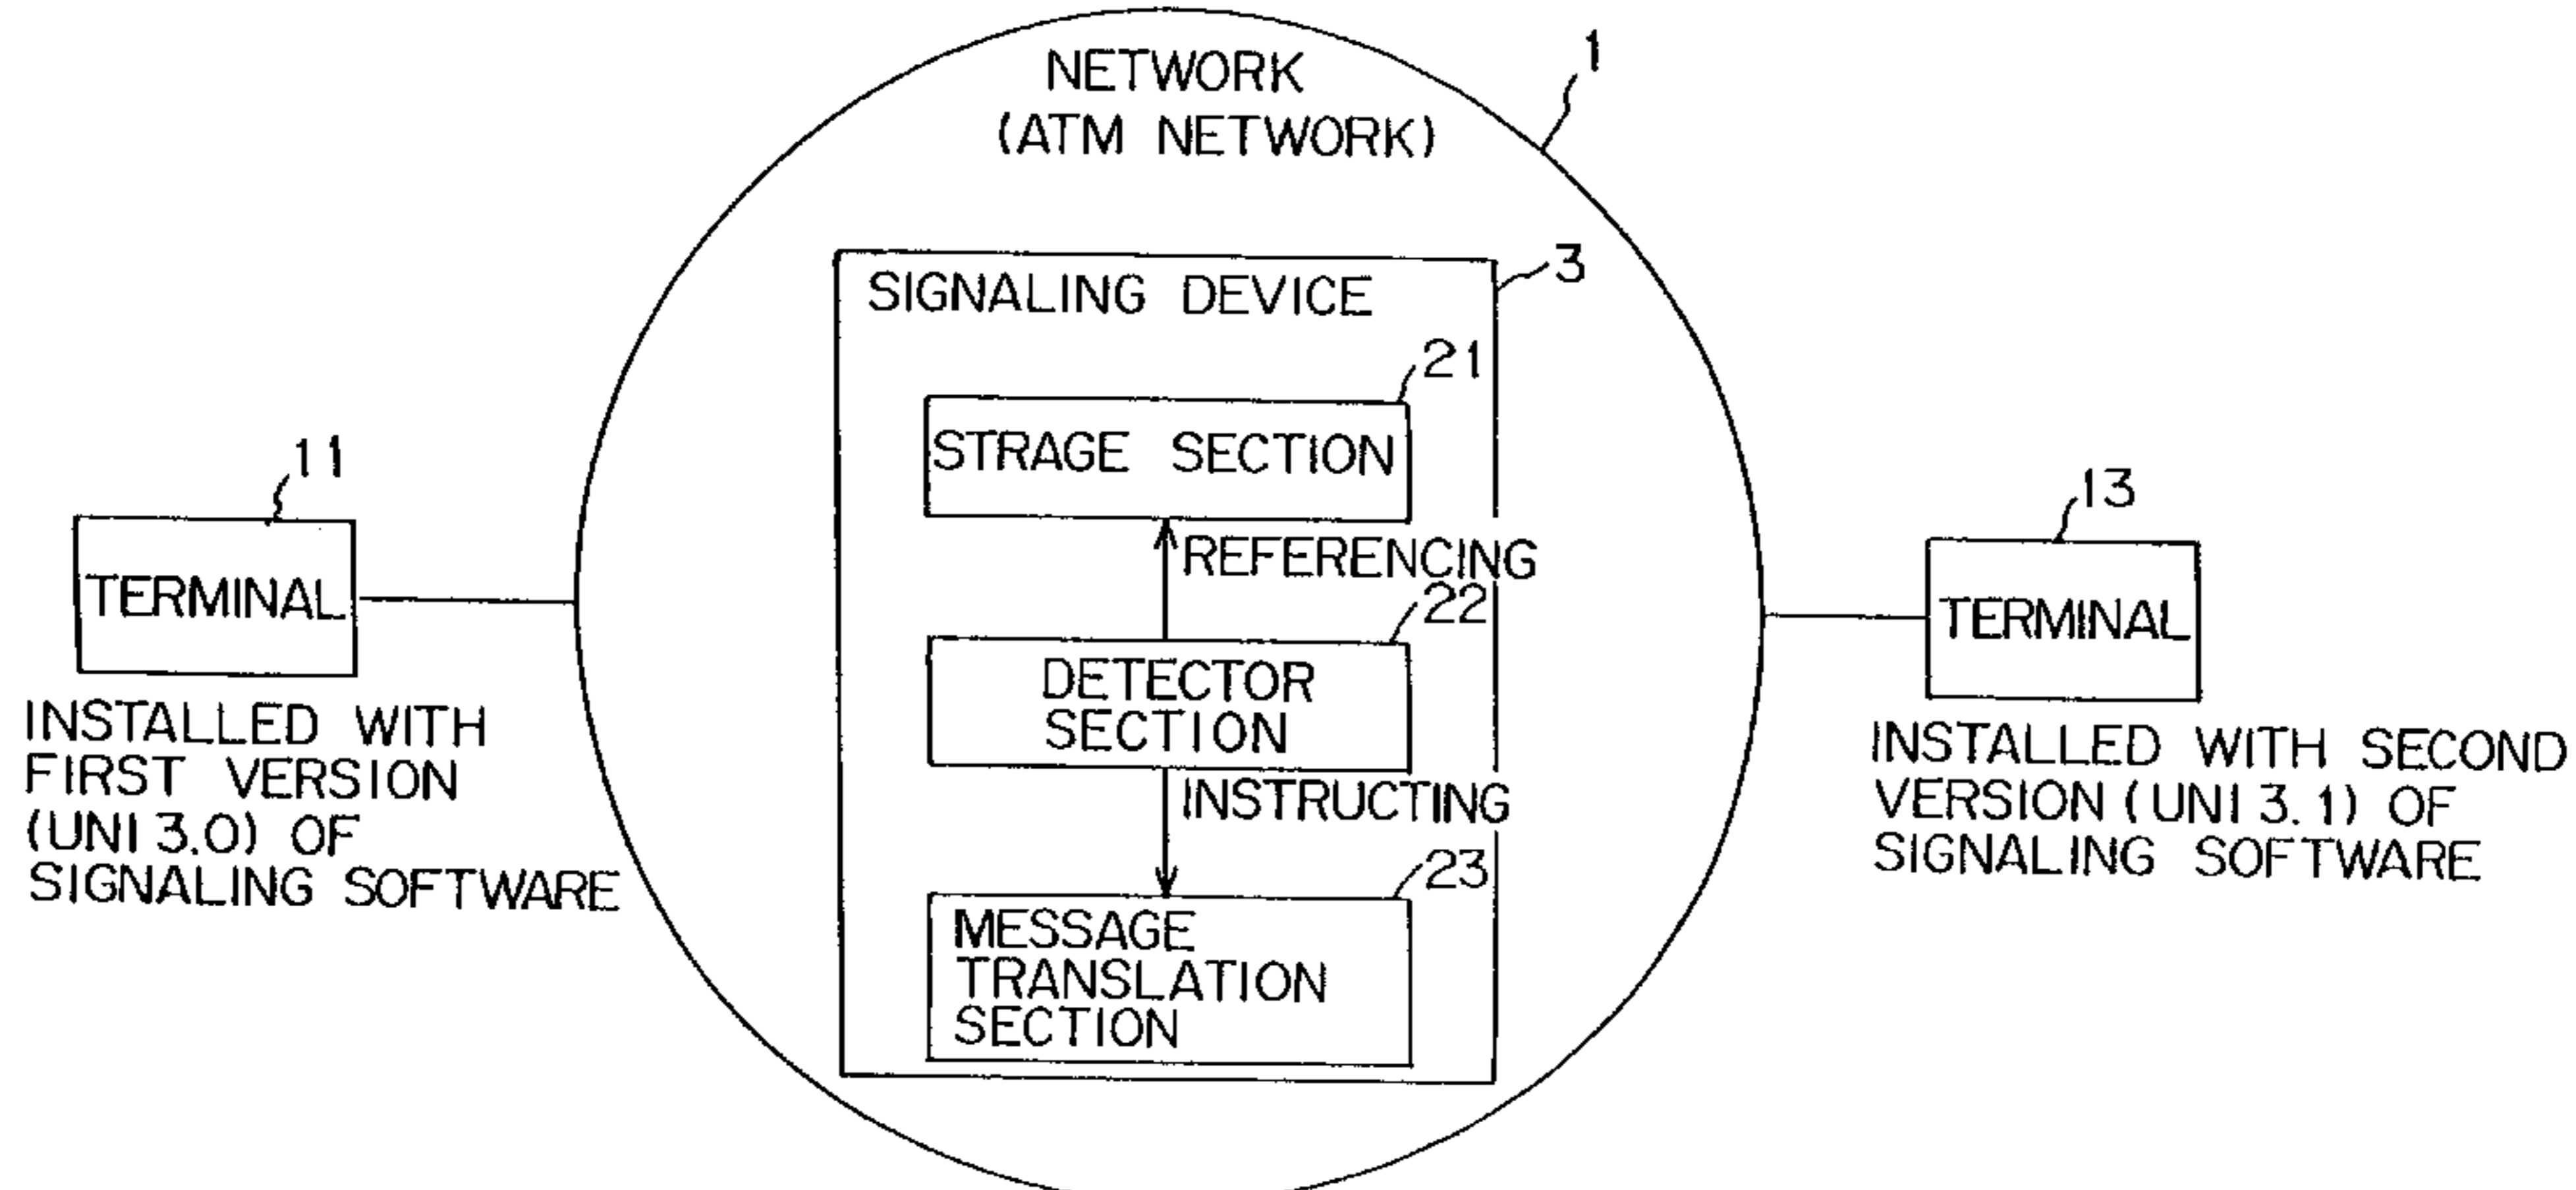 NETWORK
(ATM NETWORK)
1
SIGNALING DEVICE
3
21
STRAGE SECTION
REFERENCING
22
DETECTOR
SECTION
INSTRUCTING
23
MESSAGE
TRANSLATION
SECTION
11
TERMINAL
INSTALLED WITH
FIRST VERSION
(UNI 3.0) OF
SIGNALING SOFTWARE
13
TERMINAL
INSTALLED WITH SECOND
VERSION (UNI 3.1) OF
SIGNALING SOFTWARE